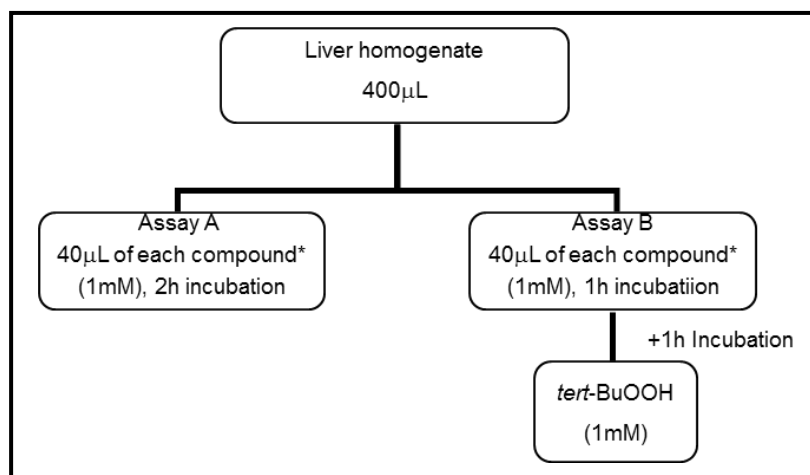 Liver homogenate
400μL
Assay A
40μL of each compound*
(1mM), 2h incubation
Assay B
40μL of each compound*
(1mM), 1h incubatiion
+1h Incubation
tert-BuOOH
(1mM)